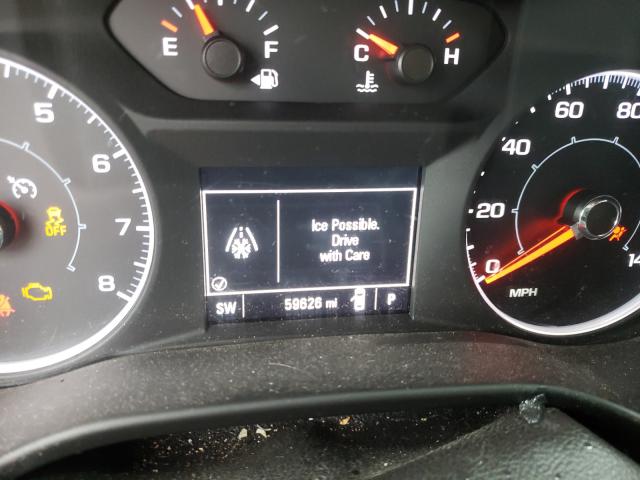 E F
C H
5
6
7
8
OFF
Ice Possible.
Drive
with Care
SW 59626 mi P
0
20
40
60
80
14
MPH